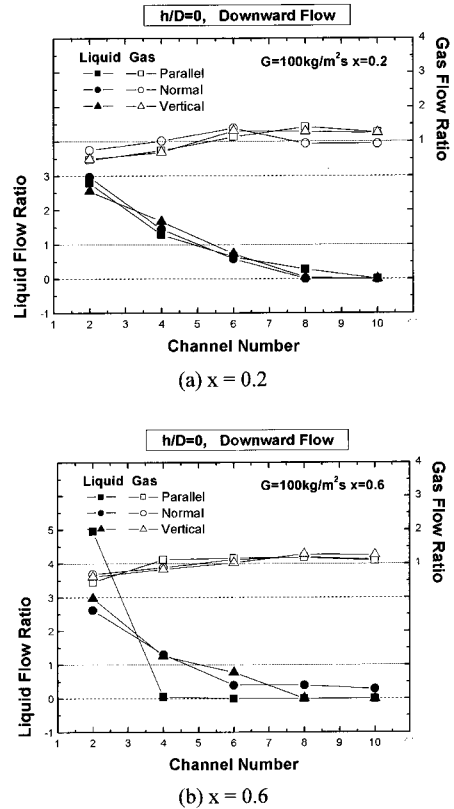 h/D=0, Downward Flow
Liquid Gas
Parallel
Normal
Vertical
G=100kg/m²s x=0.2
Liquid Flow Ratio
3
2
1
0
-1
Gas Flow Ratio
4
3
2
1
1 2 3 4 5 6 7 8 9 10 11
Channel Number
(a) x = 0.2
h/D=0, Downward Flow
Liquid Gas
Parallel
Normal
Vertical
G=100kg/m²s x=0.6
Liquid Flow Ratio
5
4
3
2
1
0
-1
Gas Flow Ratio
4
3
2
1
1 2 3 4 5 6 7 8 9 10 11
Channel Number
(b) x = 0.6